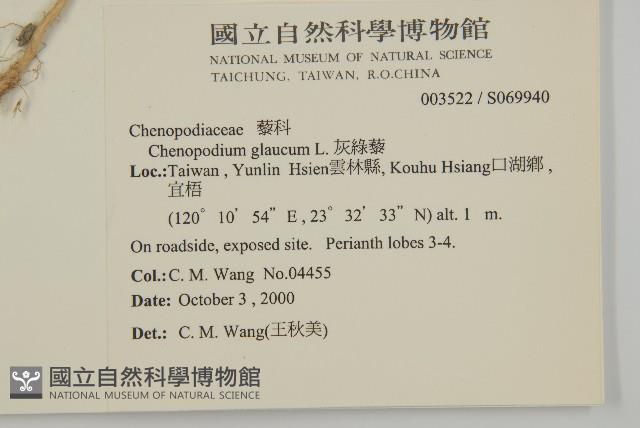 國立自然科學博物館
NATIONAL MUSEUM OF NATURAL SCIENCE
TAICHUNG, TAIWAN, R.O.CHINA
003522 / S069940
Chenopodiaceae 藜科
Chenopodium glaucum L. 灰綠藜
Loc.:Taiwan , Yunlin Hsien雲林縣, Kouhu Hsiang口湖鄉 ,
宜梧
(120° 10’ 54” E , 23° 32’ 33” N) alt. 1 m.
On roadside, exposed site. Perianth lobes 3-4.
Col.: C. M. Wang No.04455
Date: October 3 , 2000
Det.: C. M. Wang(王秋美)
國立自然科學博物館
NATIONAL MUSEUM OF NATURAL SCIENCE